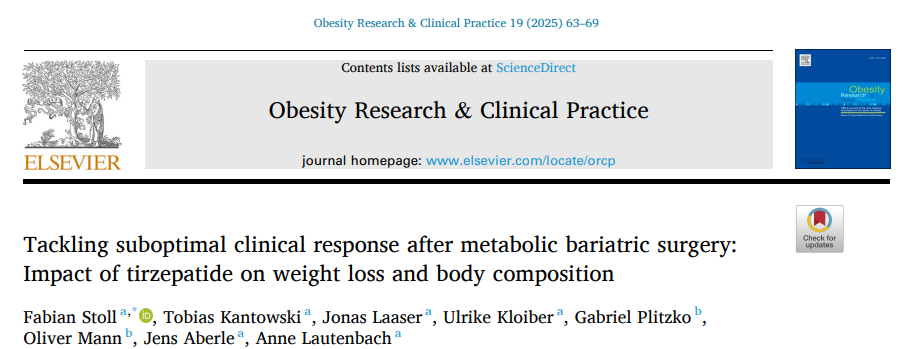 Obesity Research & Clinical Practice 19 (2025) 63–69
Contents lists available at ScienceDirect
Obesity Research & Clinical Practice
journal homepage: www.elsevier.com/locate/orcp
ELSEVIER
Obesity
Research &
Check for
updates
Tackling suboptimal clinical response after metabolic bariatric surgery:
Impact of tirzepatide on weight loss and body composition
Fabian Stoll a,* iD, Tobias Kantowski a, Jonas Laaser a, Ulrike Kloiber a, Gabriel Plitzko b,
Oliver Mann b, Jens Aberle a, Anne Lautenbach a